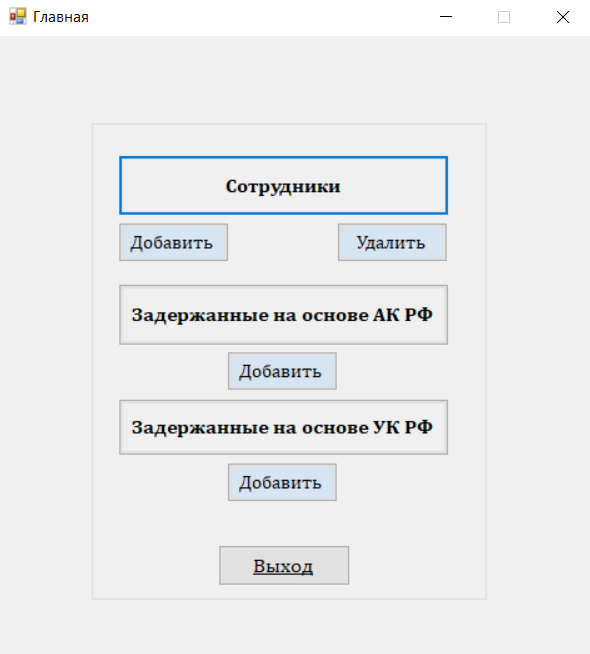 Главная
Сотрудники
Добавить Удалить
Задержанные на основе АК РФ
Добавить
Задержанные на основе УК РФ
Добавить
Выход